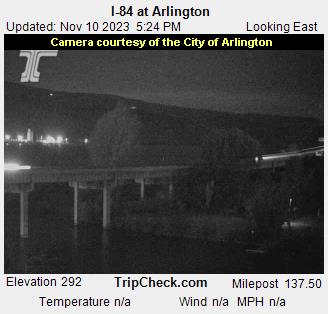 I-84 at Arlington
Updated: Nov 10 2023 5:24 PM Looking East
Camera courtesy of the City of Arlington
Elevation 292 TripCheck.com Milepost 137.50
Temperature n/a Wind n/a MPH n/a